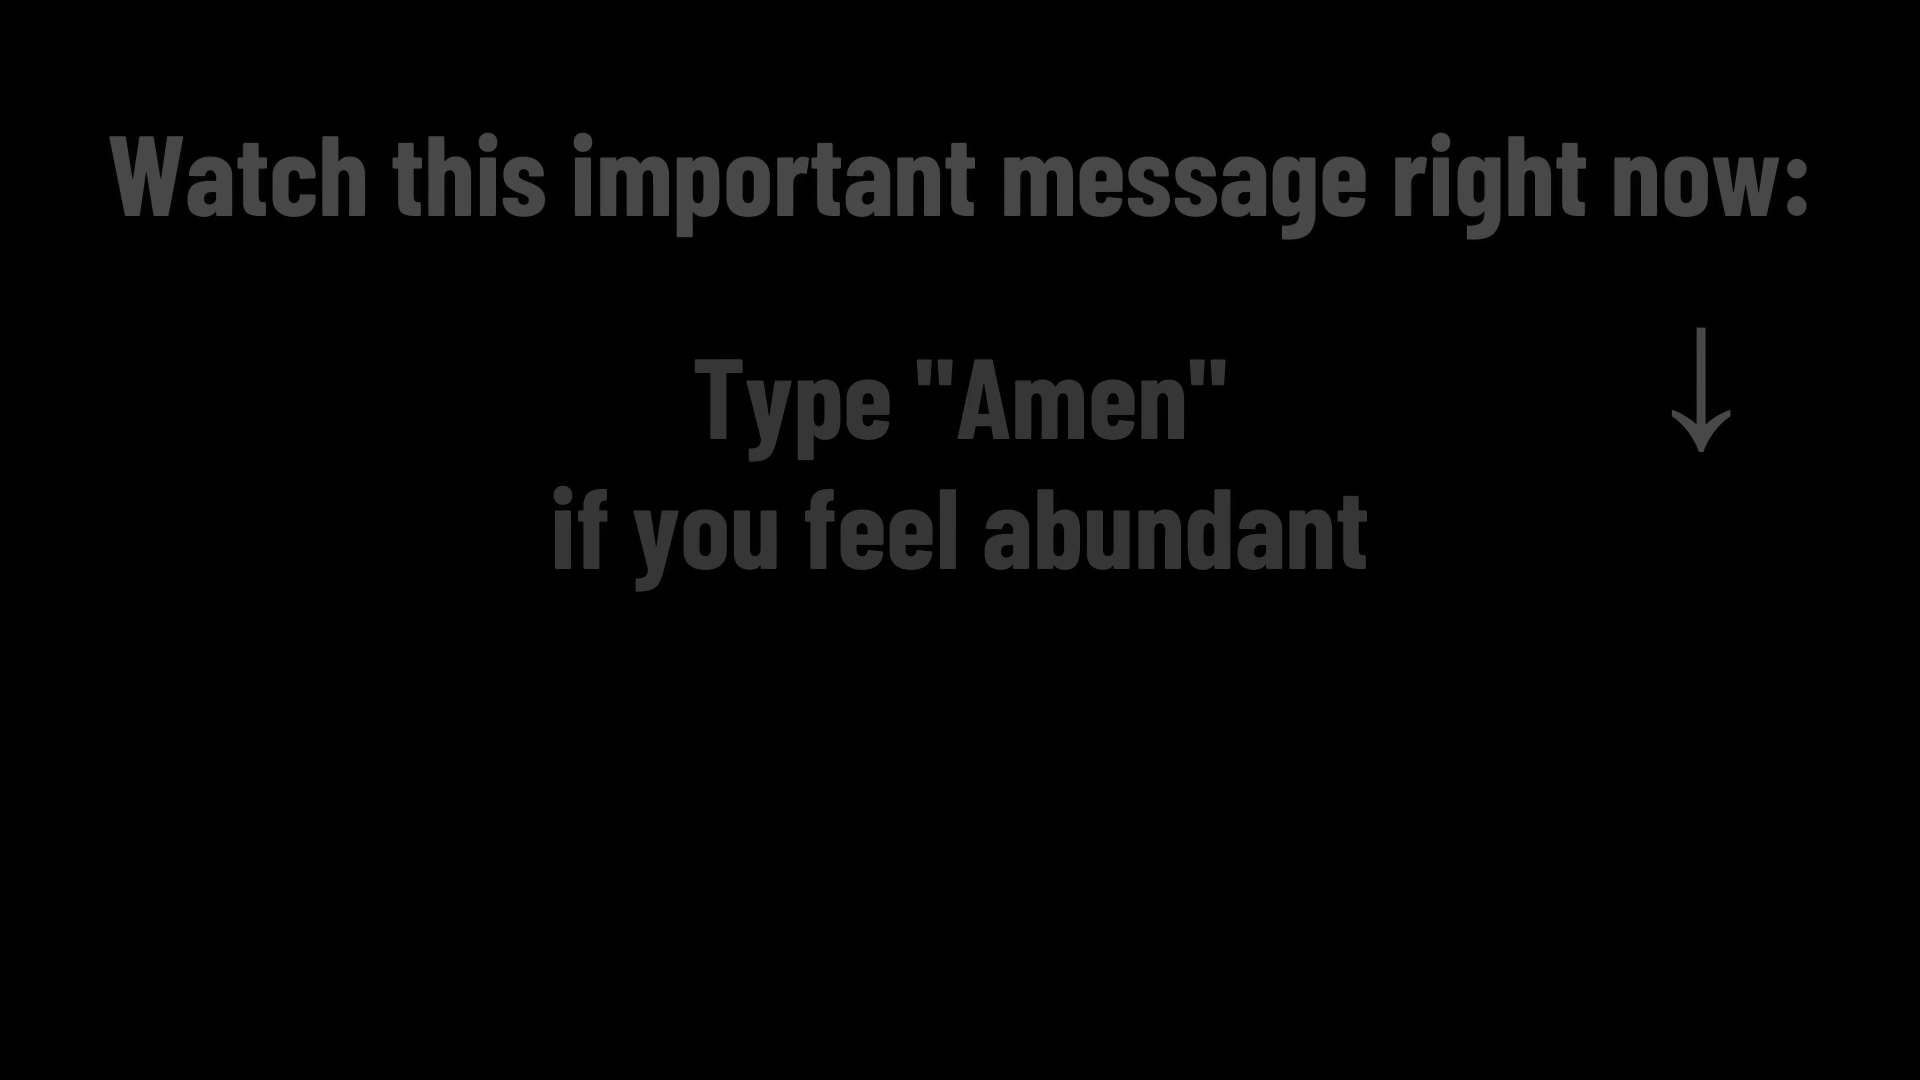 Watch this important message right now:
↓
Type "Amen"
if you feel abundant